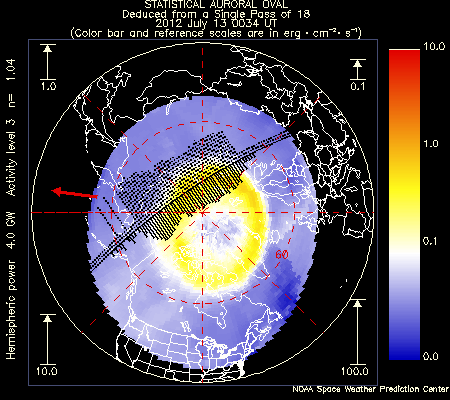 STATISTICAL AURORAL OVAL
Deduced from a Single Pass of 18
2012 July 13 0034 UT
(Color bar and reference scales are in erg · cm⁻² · s⁻¹)
Hemispheric power 4.0 GW Activity level 3 n= 1.04
1.0
0.1
10.0
100.0
60
10.0
1.0
0.1
0.0
NOAA Space Weather Prediction Center